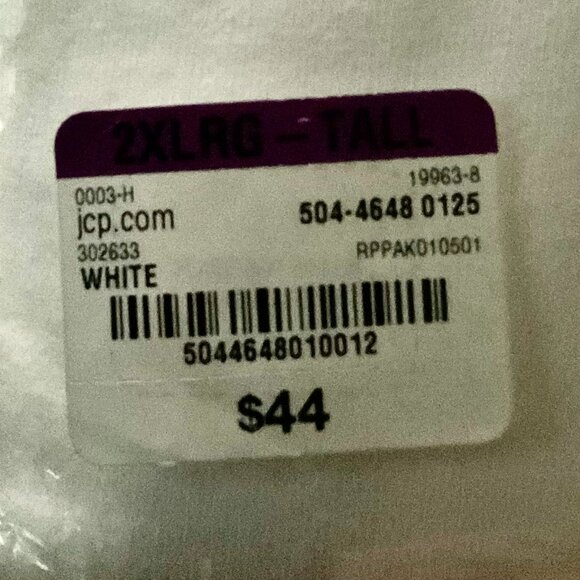 2XLRG - TALL
0003-H 19963-8
jcp.com 504-4648 0125
302633 RPPAK010501
WHITE
5044648010012
$44